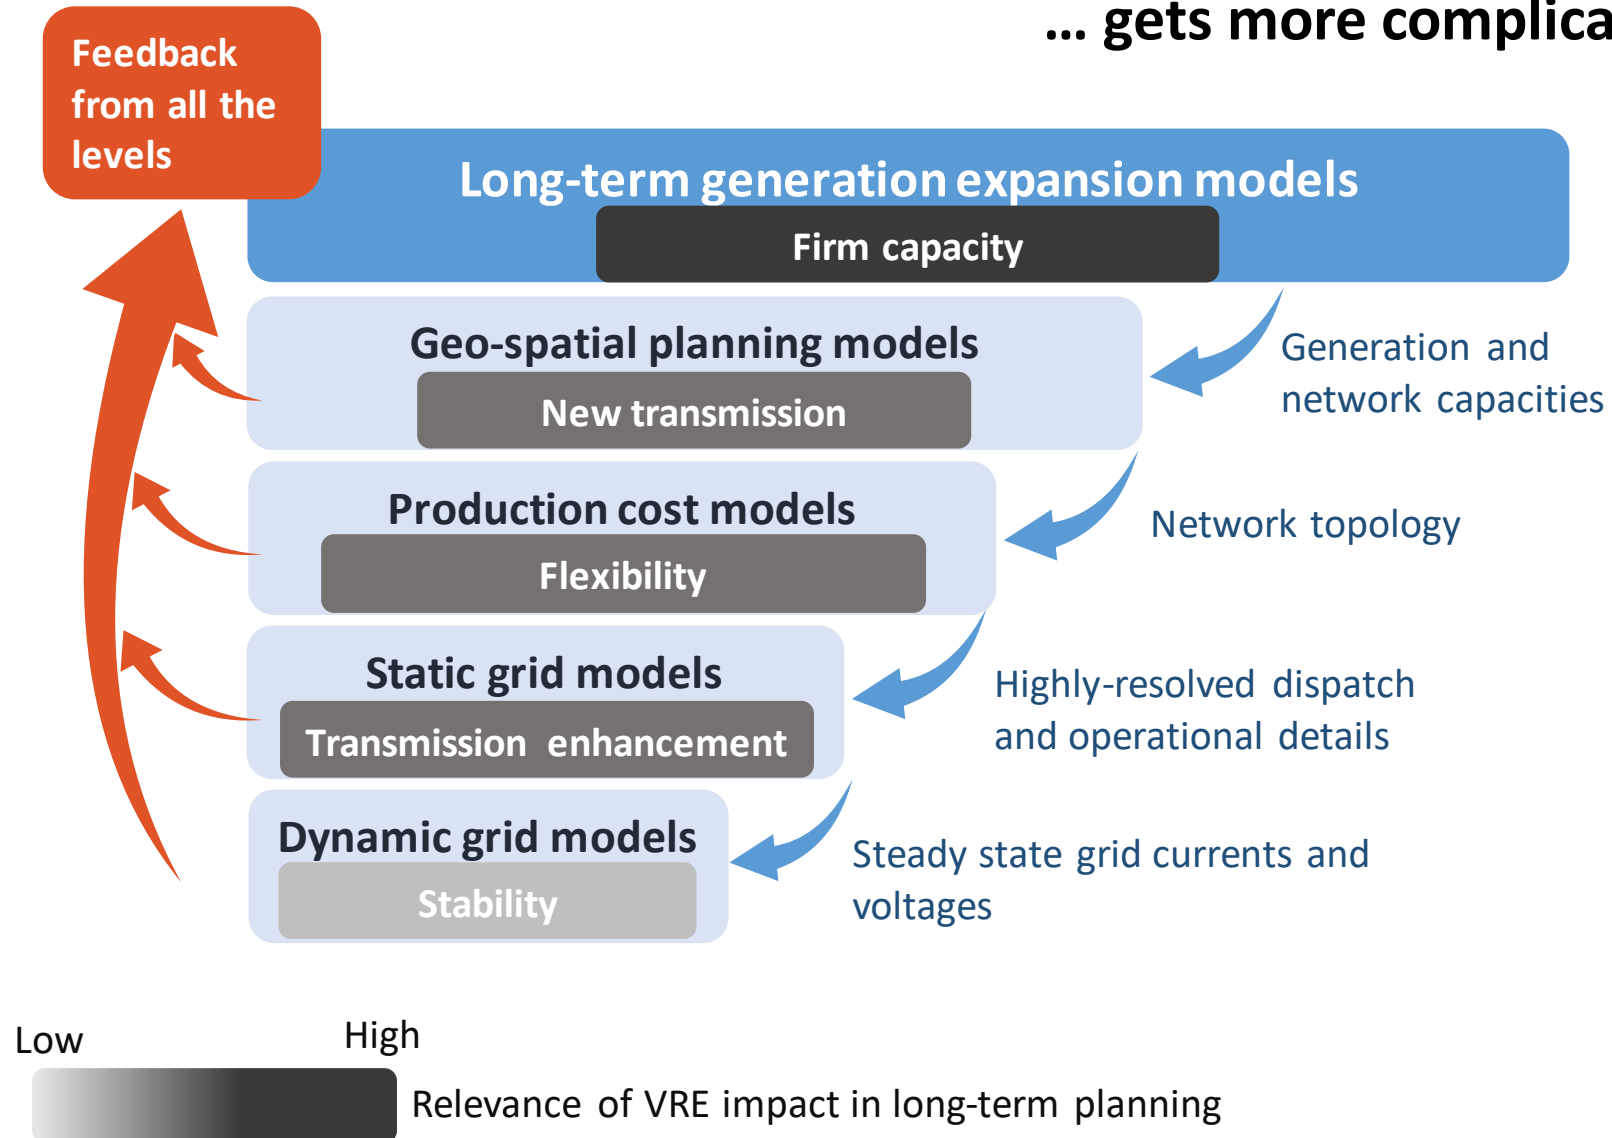 ... gets more complica
Feedback
from all the
levels
Long-term generation expansion models
Firm capacity
Geo-spatial planning models
New transmission
Generation and
network capacities
Production cost models
Flexibility
Network topology
Static grid models
Transmission enhancement
Highly-resolved dispatch
and operational details
Dynamic grid models
Stability
Steady state grid currents and
voltages
Low
High
Relevance of VRE impact in long-term planning